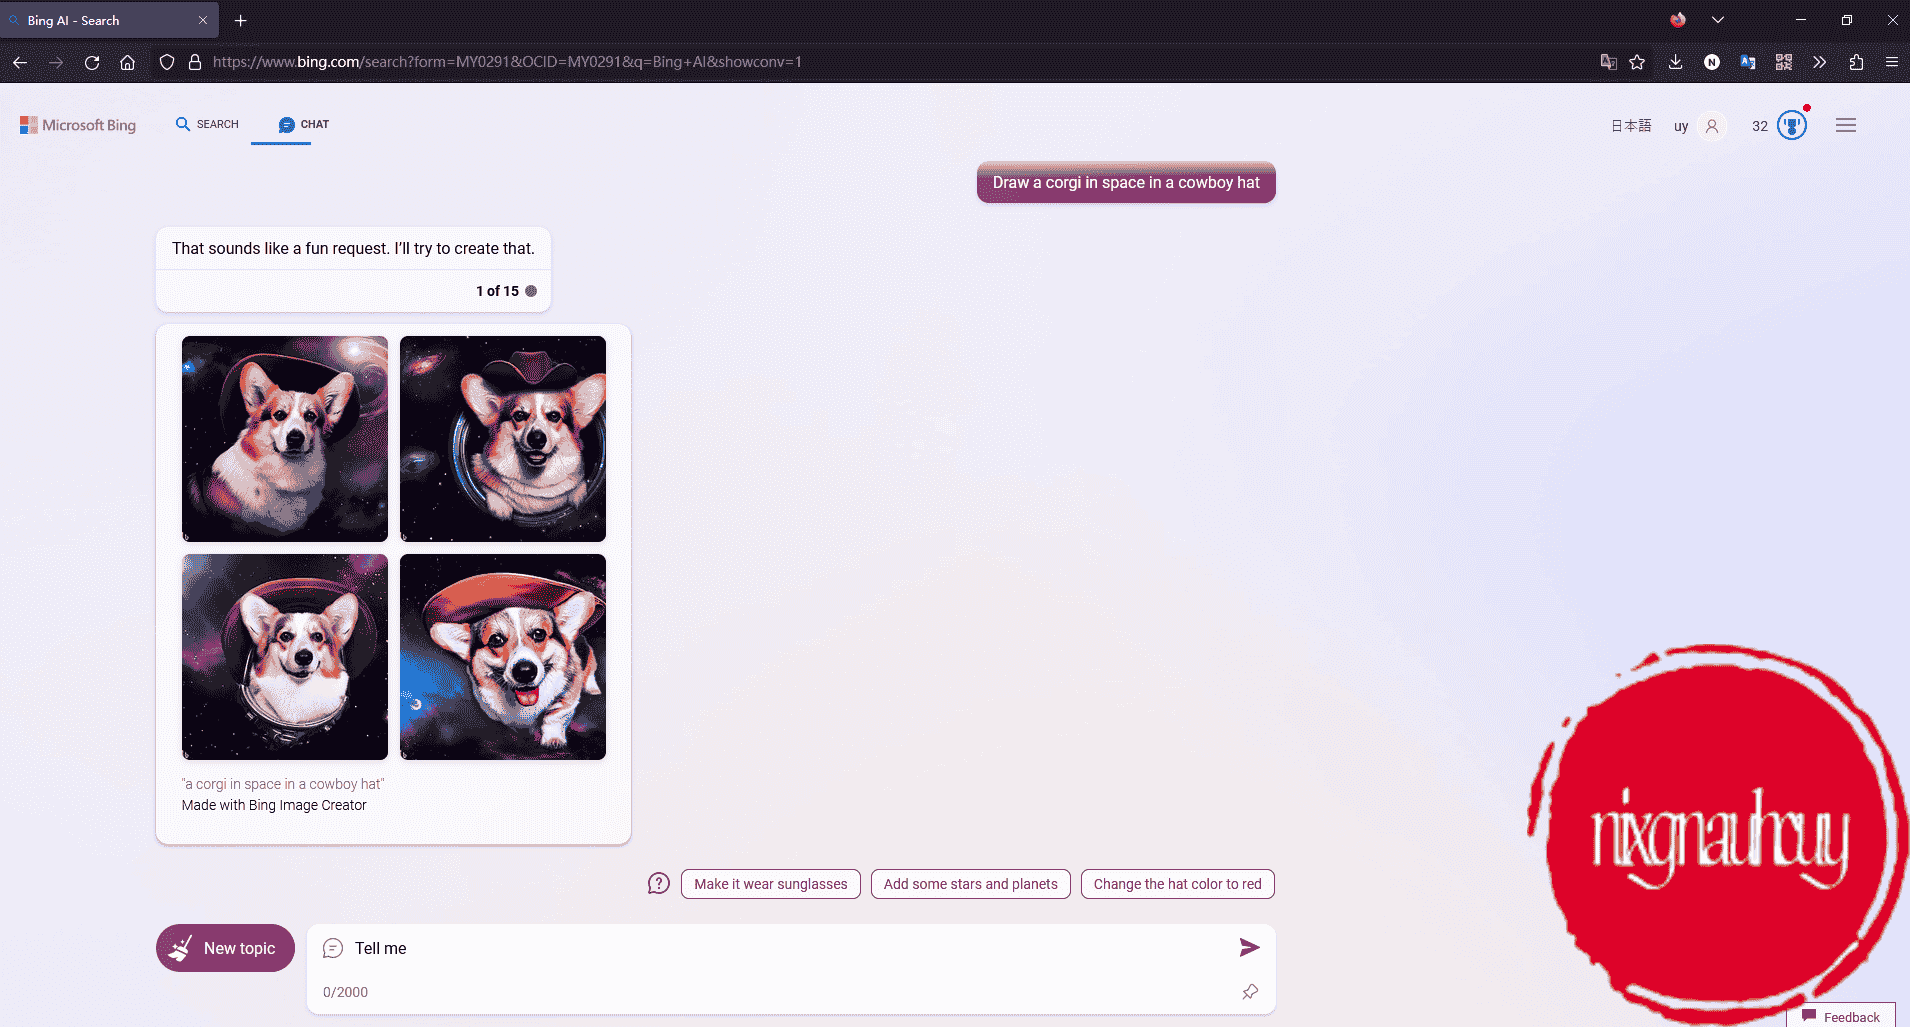 Bing AI - Search
https://www.bing.com/search?form=MY0291&OCID=MY0291&q=Bing+AI&showconv=1
Microsoft Bing
SEARCH
CHAT
日本語
uy
32
Draw a corgi in space in a cowboy hat
That sounds like a fun request. I'll try to create that.
1 of 15
"a corgi in space in a cowboy hat"
Made with Bing Image Creator
Make it wear sunglasses
Add some stars and planets
Change the hat color to red
New topic
Tell me
0/2000
nixgnauhcuy
Feedback